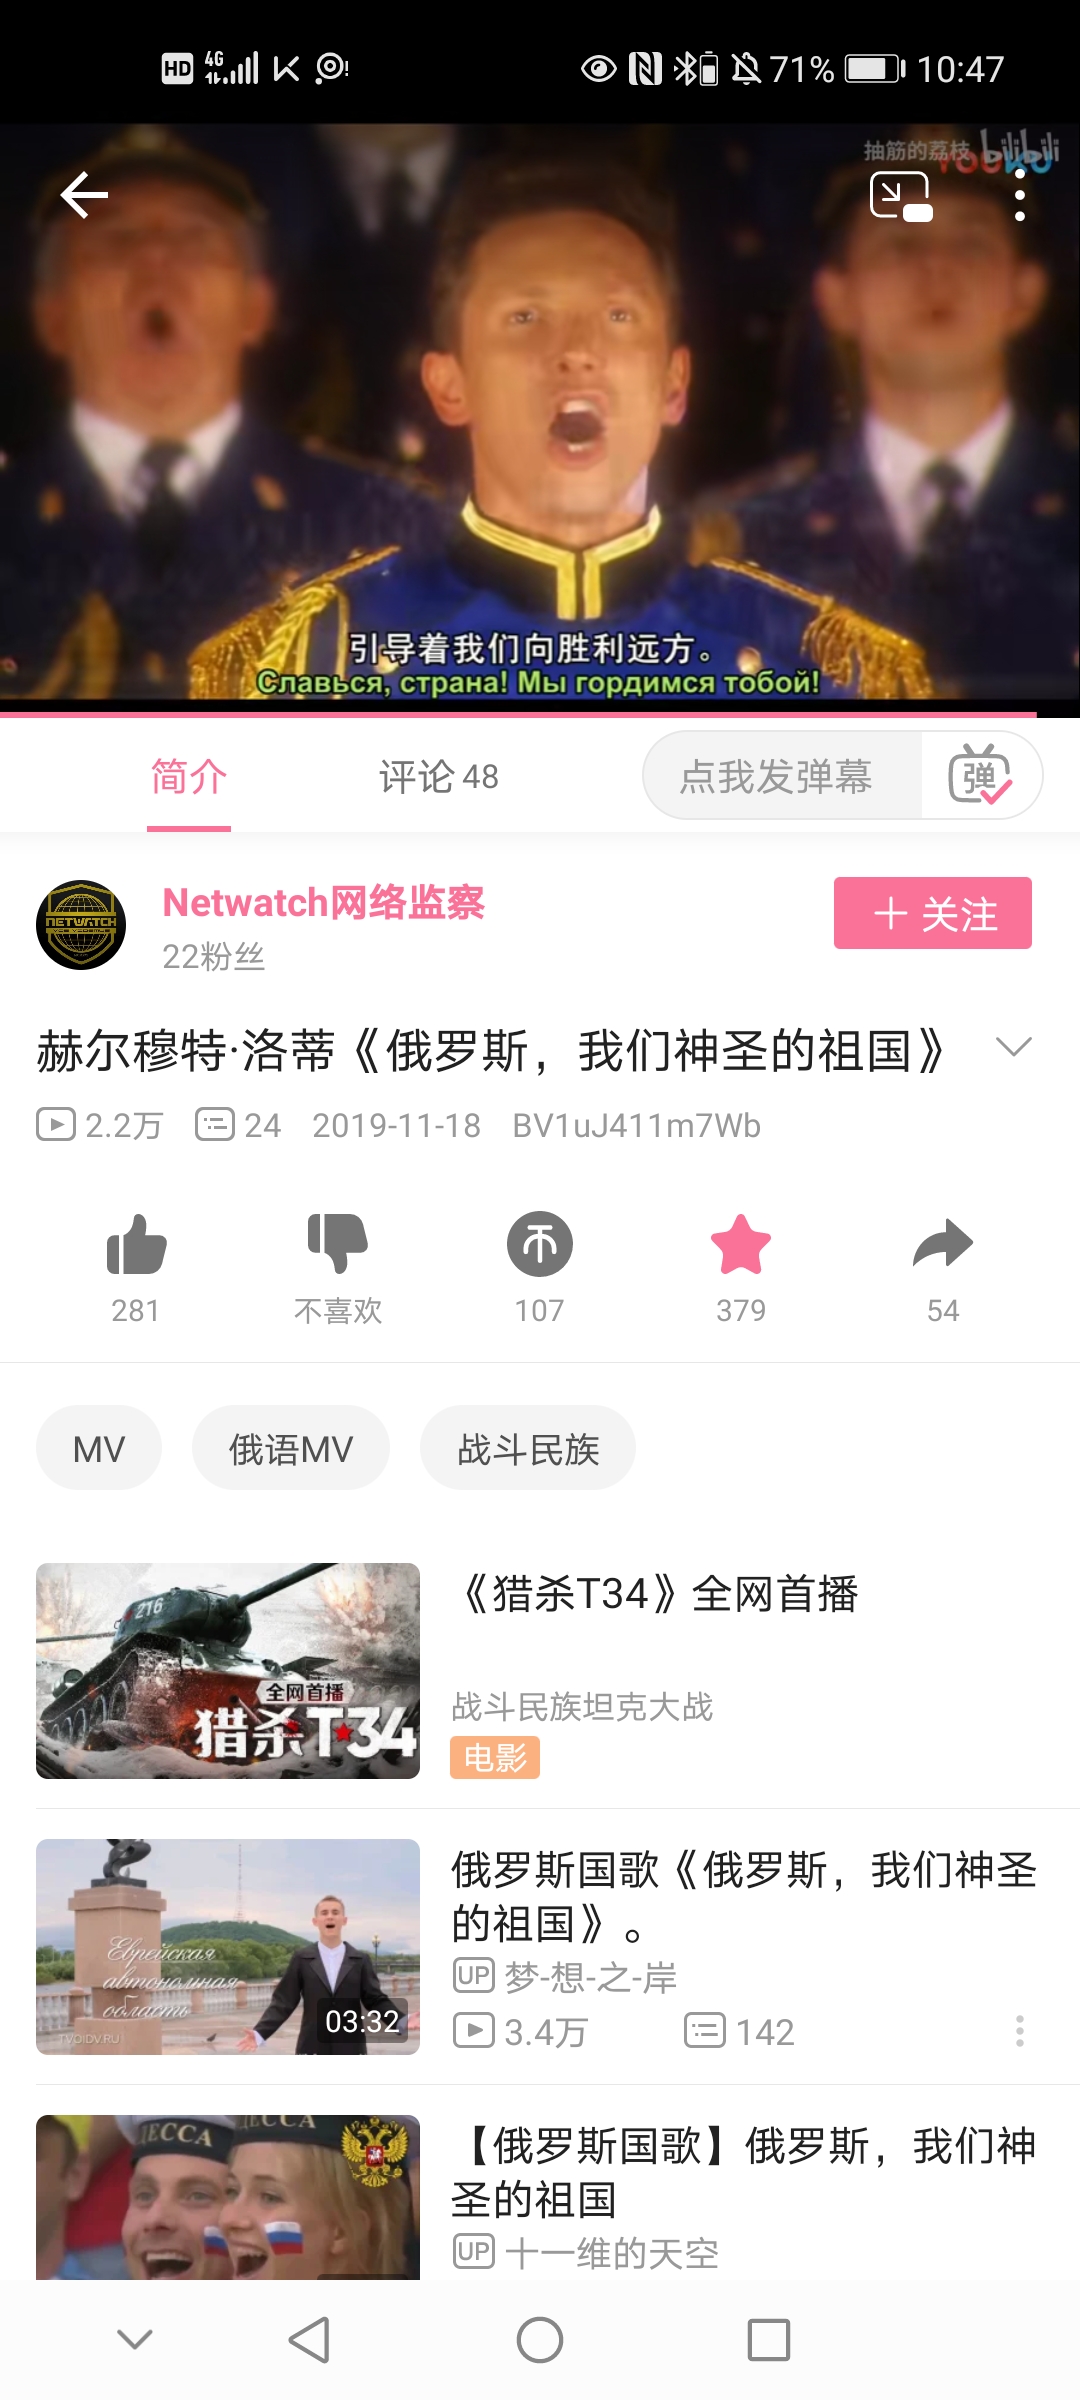 HD 4G 71% 10:47
抽筋的荔枝 bilibili
YOUKU
引导着我们向胜利远方。
Славься, страна! Мы гордимся тобой!
简介 评论 48 点我发弹幕 弹
NETWATCH
Netwatch网络监察
22粉丝
+ 关注
赫尔穆特·洛蒂《俄罗斯，我们神圣的祖国》
2.2万 24 2019-11-18 BV1uJ411m7Wb
281 不喜欢 107 379 54
MV 俄语MV 战斗民族
216
全网首播
猎杀T34
《猎杀T34》全网首播
战斗民族坦克大战
电影
Еврейская
автономная
область
TVOIDV.RU
03:32
俄罗斯国歌《俄罗斯，我们神圣
的祖国》。
UP 梦-想-之-岸
3.4万 142
ДЕССА
ДЕССА
【俄罗斯国歌】俄罗斯，我们神
圣的祖国
UP 十一维的天空